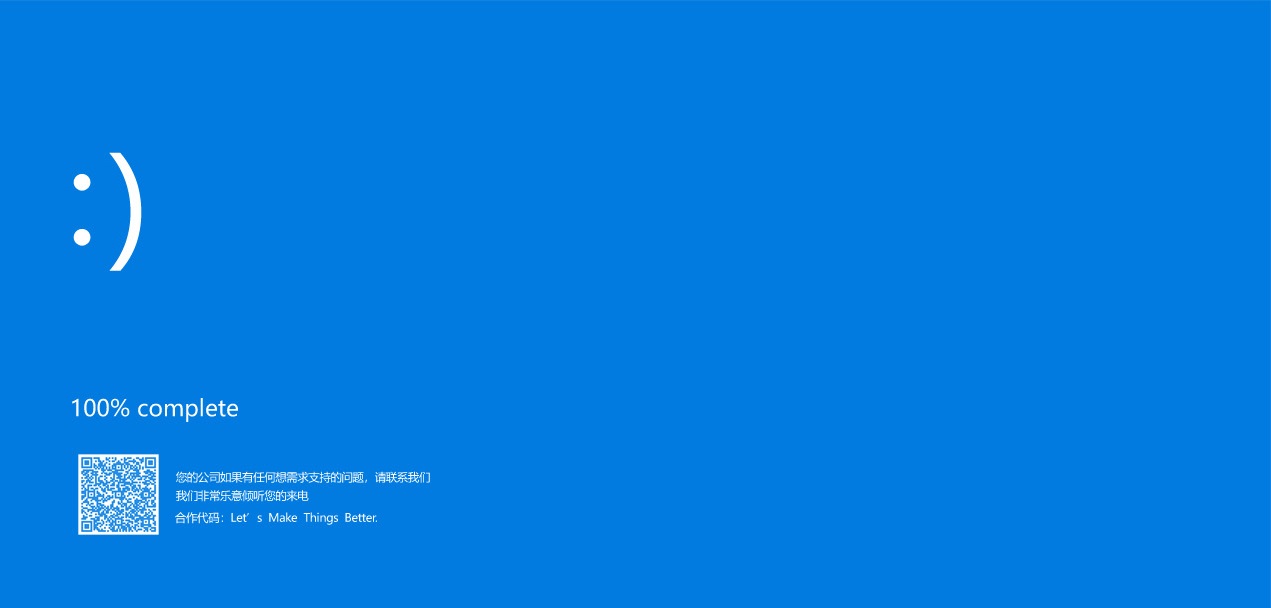 :)
100% complete
您的公司如果有任何想需求支持的问题，请联系我们
我们非常乐意倾听您的来电
合作代码：Let’s Make Things Better.